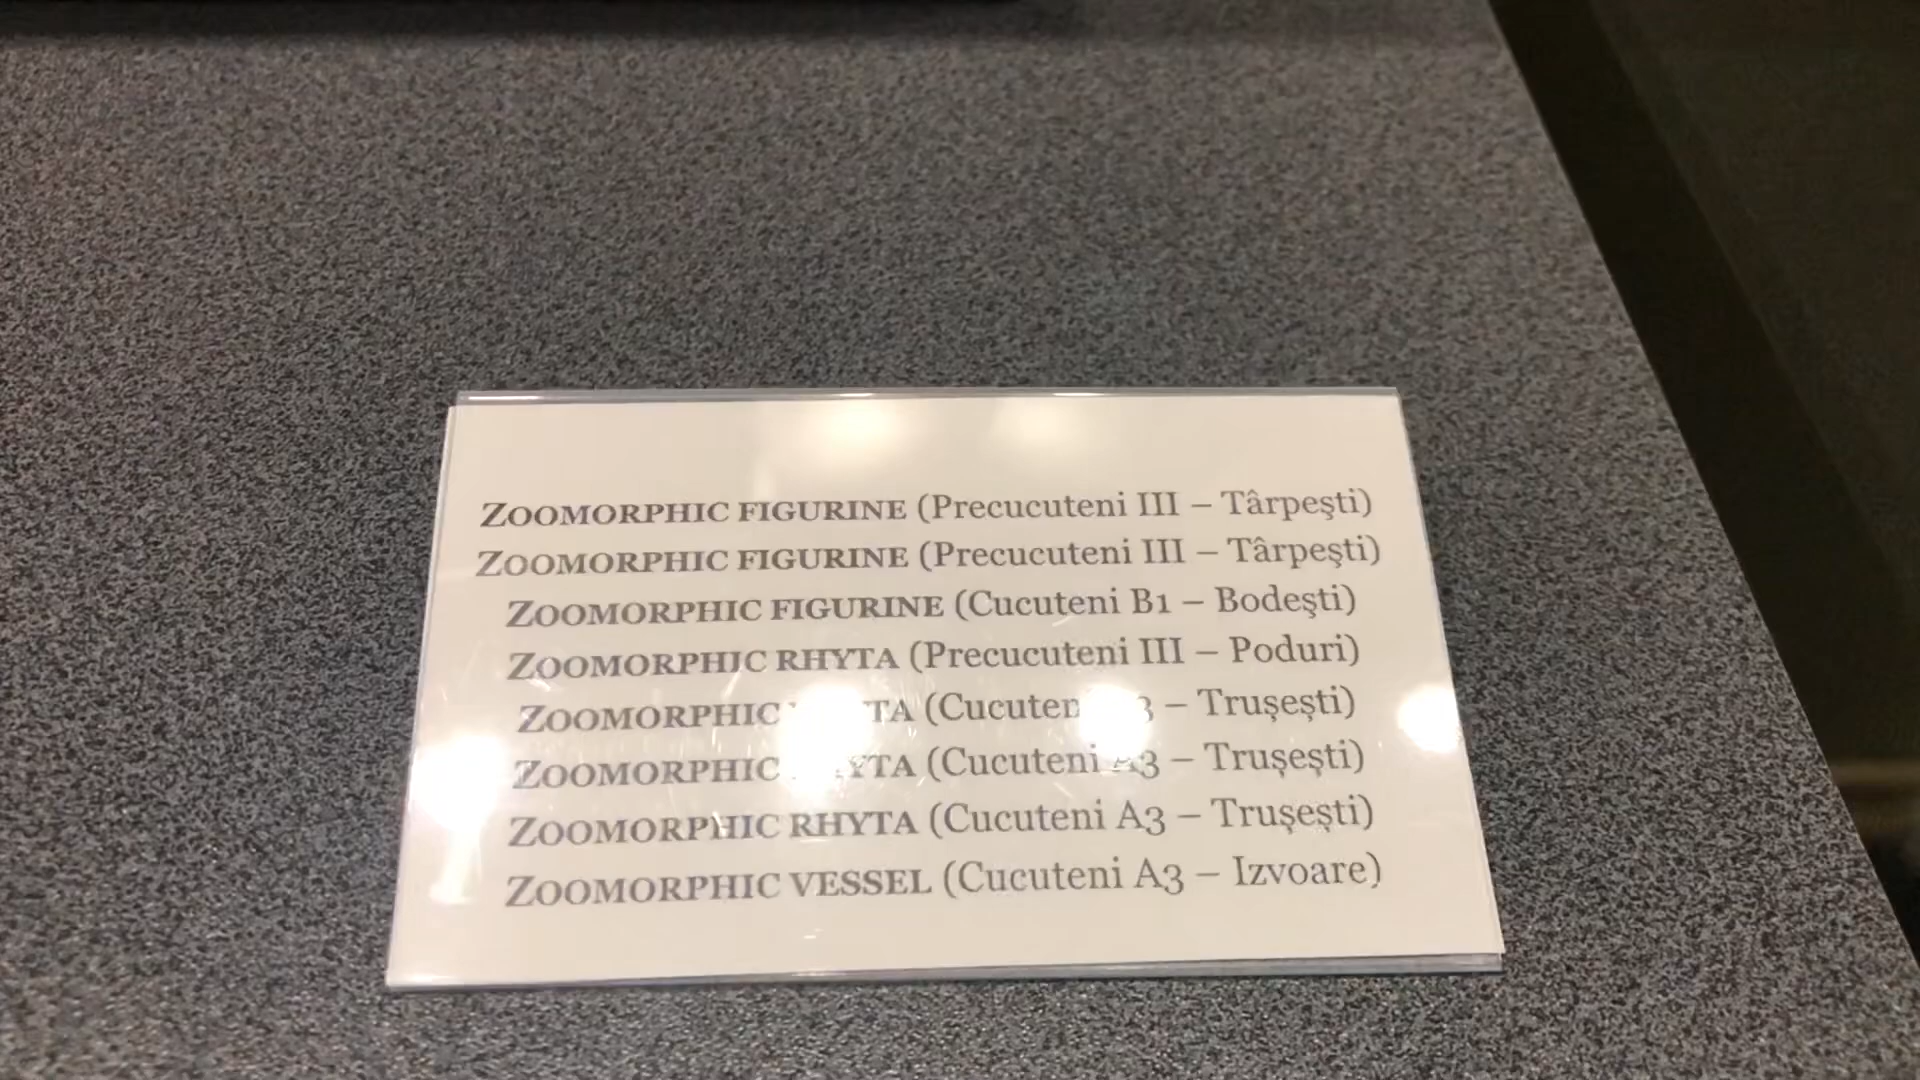 ZOOMORPHIC FIGURINE (Precucuteni III – Târpeşti)
ZOOMORPHIC FIGURINE (Precucuteni III – Târpeşti)
ZOOMORPHIC FIGURINE (Cucuteni B1 – Bodeşti)
ZOOMORPHIC RHYTA (Precucuteni III – Poduri)
ZOOMORPHIC – Trușești)
ZOOMORPHIC (Cucuteni A3 – Trușești)
ZOOMORPHIC RHYTA (Cucuteni A3 – Trușești)
ZOOMORPHIC VESSEL (Cucuteni A3 – Izvoare)